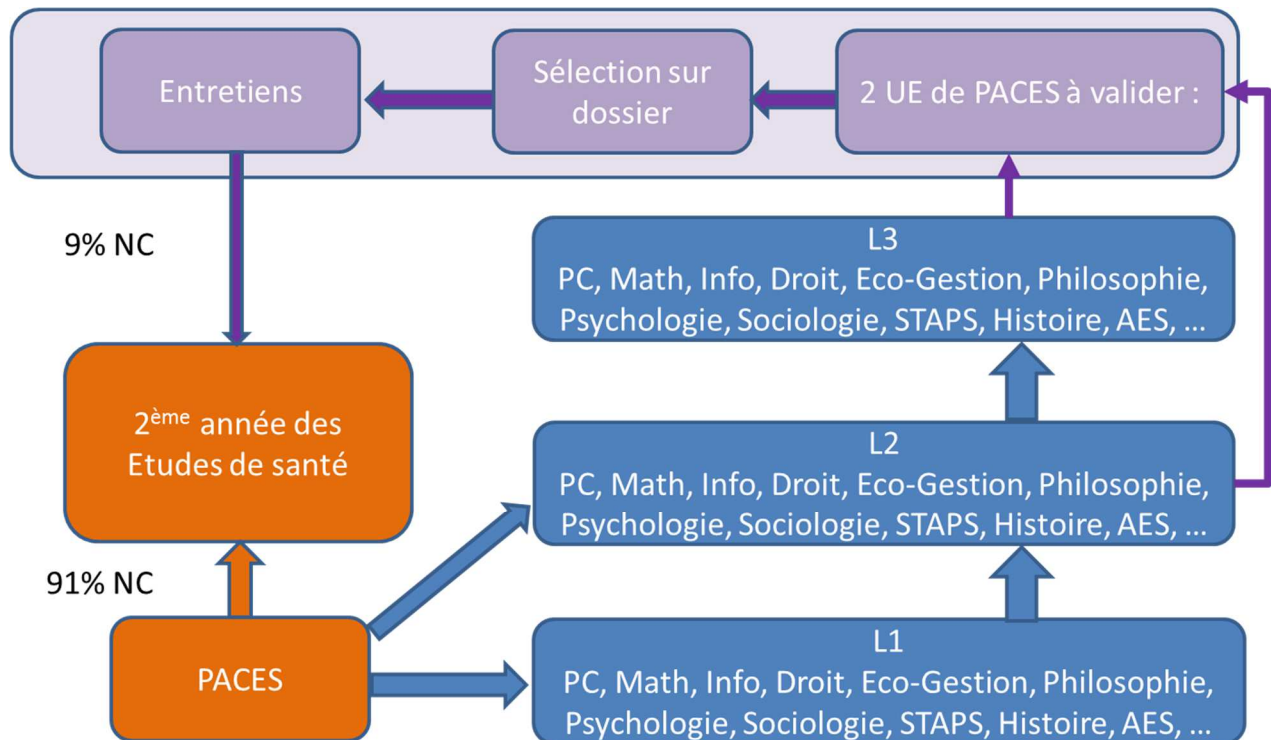 Entretiens
Sélection sur
dossier
2 UE de PACES à valider :
9% NC
L3
PC, Math, Info, Droit, Eco-Gestion, Philosophie,
Psychologie, Sociologie, STAPS, Histoire, AES, ...
2ème année des
Etudes de santé
L2
PC, Math, Info, Droit, Eco-Gestion, Philosophie,
Psychologie, Sociologie, STAPS, Histoire, AES, ...
91% NC
PACES
L1
PC, Math, Info, Droit, Eco-Gestion, Philosophie,
Psychologie, Sociologie, STAPS, Histoire, AES, ...